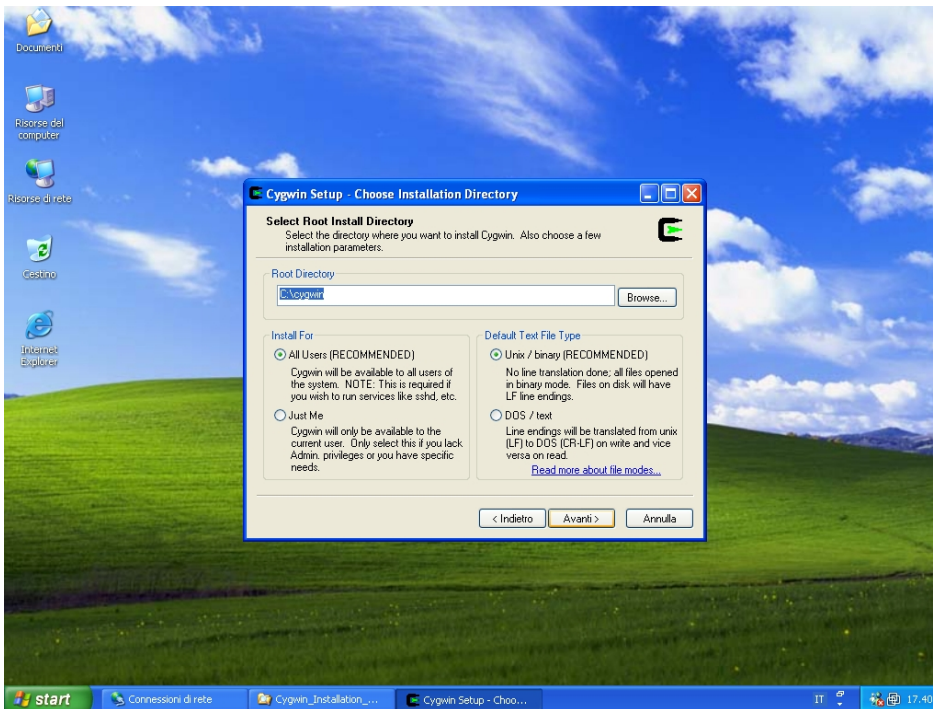 Documenti
Risorse del
computer
Risorse di rete
Cestino
Internet
Explorer
Cygwin Setup - Choose Installation Directory
Select Root Install Directory
Select the directory where you want to install Cygwin. Also choose a few
installation parameters.
Root Directory
C:\cygwin
Browse...
Install For
All Users (RECOMMENDED)
Cygwin will be available to all users of
the system. NOTE: This is required if
you wish to run services like sshd, etc.
Just Me
Cygwin will only be available to the
current user. Only select this if you lack
Admin. privileges or you have specific
needs.
Default Text File Type
Unix / binary (RECOMMENDED)
No line translation done; all files opened
in binary mode. Files on disk will have
LF line endings.
DOS / text
Line endings will be translated from unix
(LF) to DOS (CR-LF) on write and vice
versa on read.
Read more about file modes...
< Indietro
Avanti >
Annulla
start
Connessioni di rete
Cygwin_Installation_...
Cygwin Setup - Choo...
IT
17.40